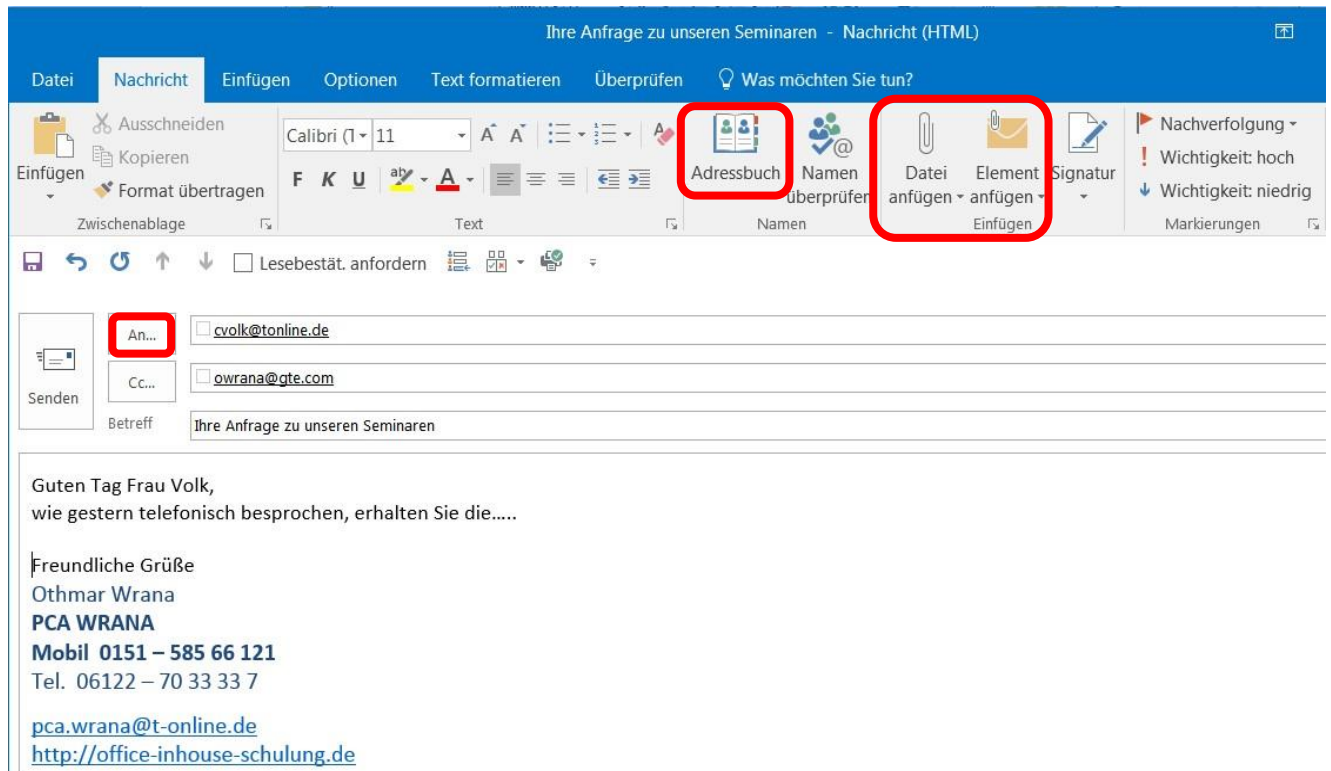 Ihre Anfrage zu unseren Seminaren - Nachricht (HTML)
Datei Nachricht Einfügen Optionen Text formatieren Überprüfen Was möchten Sie tun?
Einfügen
Ausschneiden
Kopieren
Format übertragen
Zwischenablage
Calibri (T 11
F K U
Text
Adressbuch
Namen überprüfen
Namen
Datei anfügen
Element anfügen
Signatur
Einfügen
Nachverfolgung
Wichtigkeit: hoch
Wichtigkeit: niedrig
Markierungen
Lesebestät. anfordern
Senden
An... cvolk@tonline.de
Cc... owrana@gte.com
Betreff Ihre Anfrage zu unseren Seminaren
Guten Tag Frau Volk,
wie gestern telefonisch besprochen, erhalten Sie die.....
Freundliche Grüße
Othmar Wrana
PCA WRANA
Mobil 0151 – 585 66 121
Tel. 06122 – 70 33 33 7
pca.wrana@t-online.de
http://office-inhouse-schulung.de